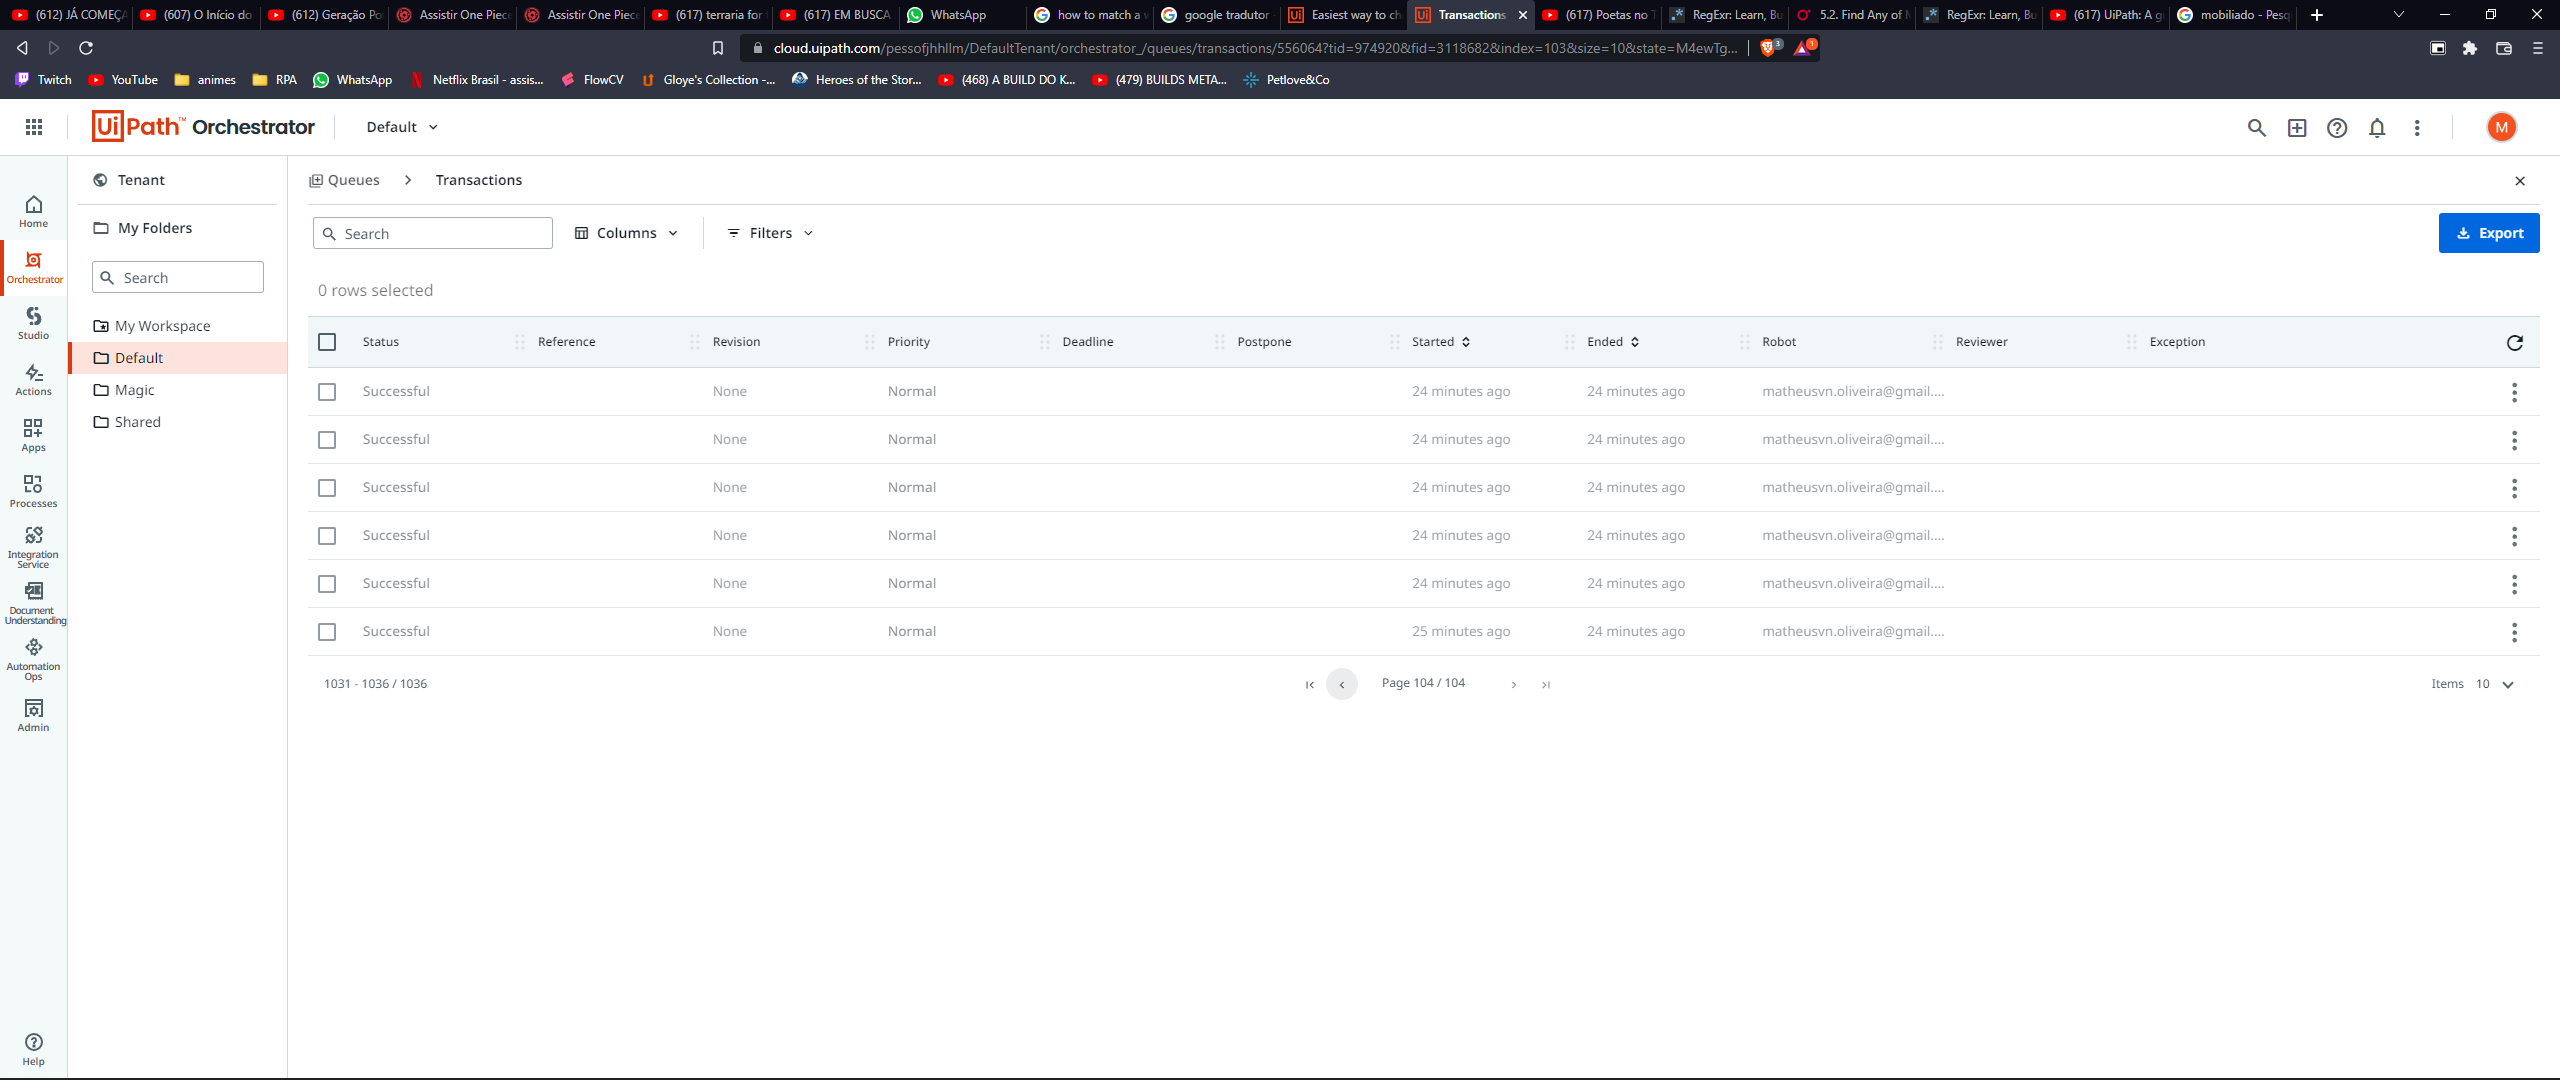 (612) JÁ COMEÇA
(607) O Início do
(612) Geração Po
Assistir One Piece
Assistir One Piece
(617) terraria for
(617) EM BUSCA
WhatsApp
how to match a w
google tradutor
Easiest way to ch
Transactions
(617) Poetas no T
RegExr: Learn, Bu
5.2. Find Any of
RegExr: Learn, Bu
(617) UiPath: A g
mobiliado - Pesq
cloud.uipath.com/pessofjhhllm/DefaultTenant/orchestrator_/queues/transactions/556064?tid=974920&fid=3118682&index=103&size=10&state=M4ewTg...
3
1
Twitch
YouTube
animes
RPA
WhatsApp
Netflix Brasil - assis...
FlowCV
Gloye's Collection -...
Heroes of the Stor...
(468) A BUILD DO K...
(479) BUILDS META...
Petlove&Co
UiPath™ Orchestrator
Default
M
Home
Orchestrator
Studio
Actions
Apps
Processes
Integration
Service
Document
Understanding
Automation
Ops
Admin
Help
Tenant
My Folders
Search
My Workspace
Default
Magic
Shared
Queues
Transactions
Search
Columns
Filters
Export
0 rows selected
Status Reference Revision Priority Deadline Postpone Started Ended Robot Reviewer Exception
Successful None Normal 24 minutes ago 24 minutes ago matheusvn.oliveira@gmail....
Successful None Normal 24 minutes ago 24 minutes ago matheusvn.oliveira@gmail....
Successful None Normal 24 minutes ago 24 minutes ago matheusvn.oliveira@gmail....
Successful None Normal 24 minutes ago 24 minutes ago matheusvn.oliveira@gmail....
Successful None Normal 24 minutes ago 24 minutes ago matheusvn.oliveira@gmail....
Successful None Normal 25 minutes ago 24 minutes ago matheusvn.oliveira@gmail....
1031 - 1036 / 1036
Page 104 / 104
Items 10